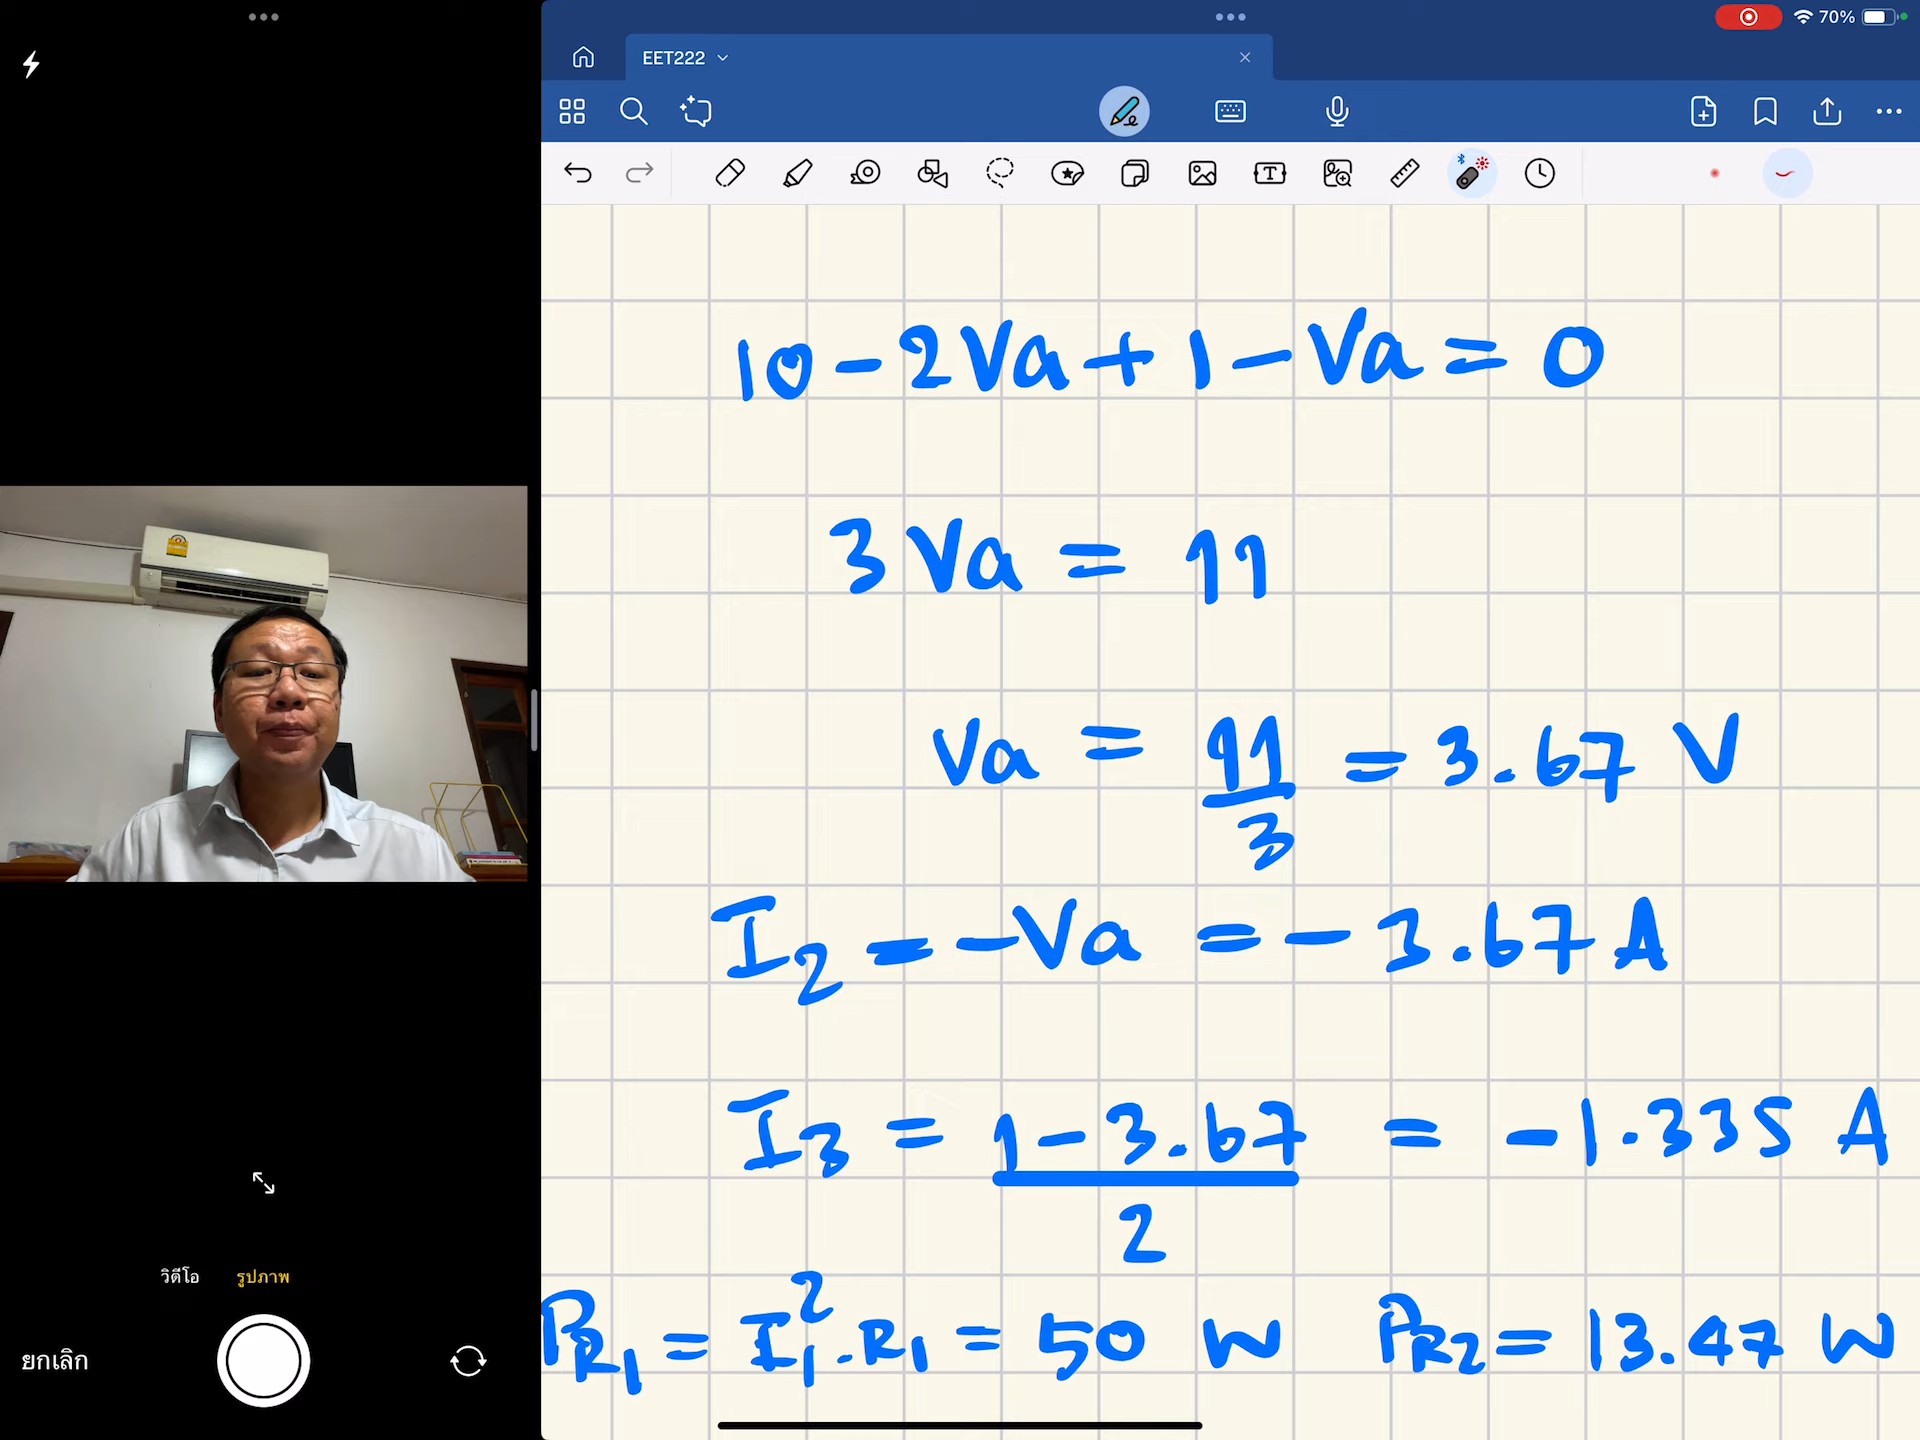 70%
EET222
10 - 2Va + 1 - Va = 0
3Va = 11
Va = 11/3 = 3.67 V
I2 = -Va = -3.67 A
I3 = 1 - 3.67 / 2 = -1.335 A
PR1 = I1².R1 = 50 W PR2 = 13.47 W
วิดีโอ รูปภาพ
ยกเลิก